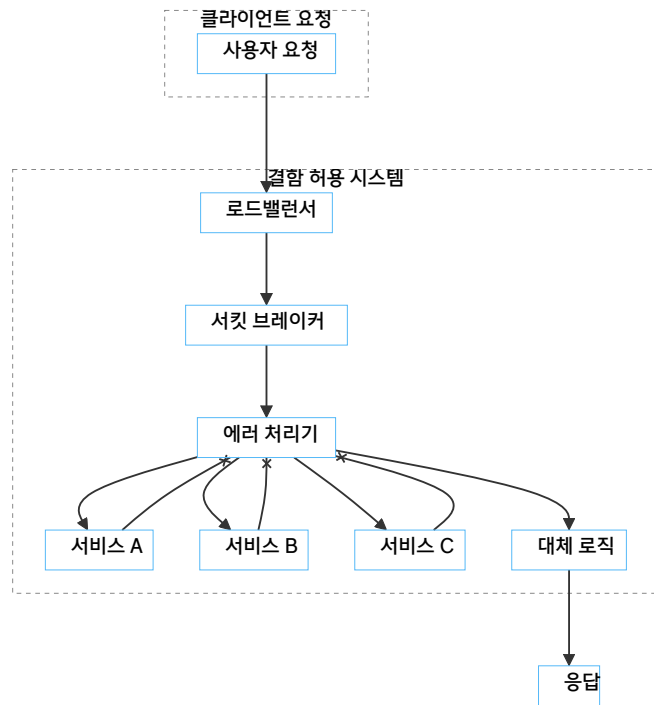 클라이언트 요청
사용자 요청
결함 허용 시스템
로드밸런서
서킷 브레이커
에러 처리기
서비스 A
서비스 B
서비스 C
대체 로직
응답